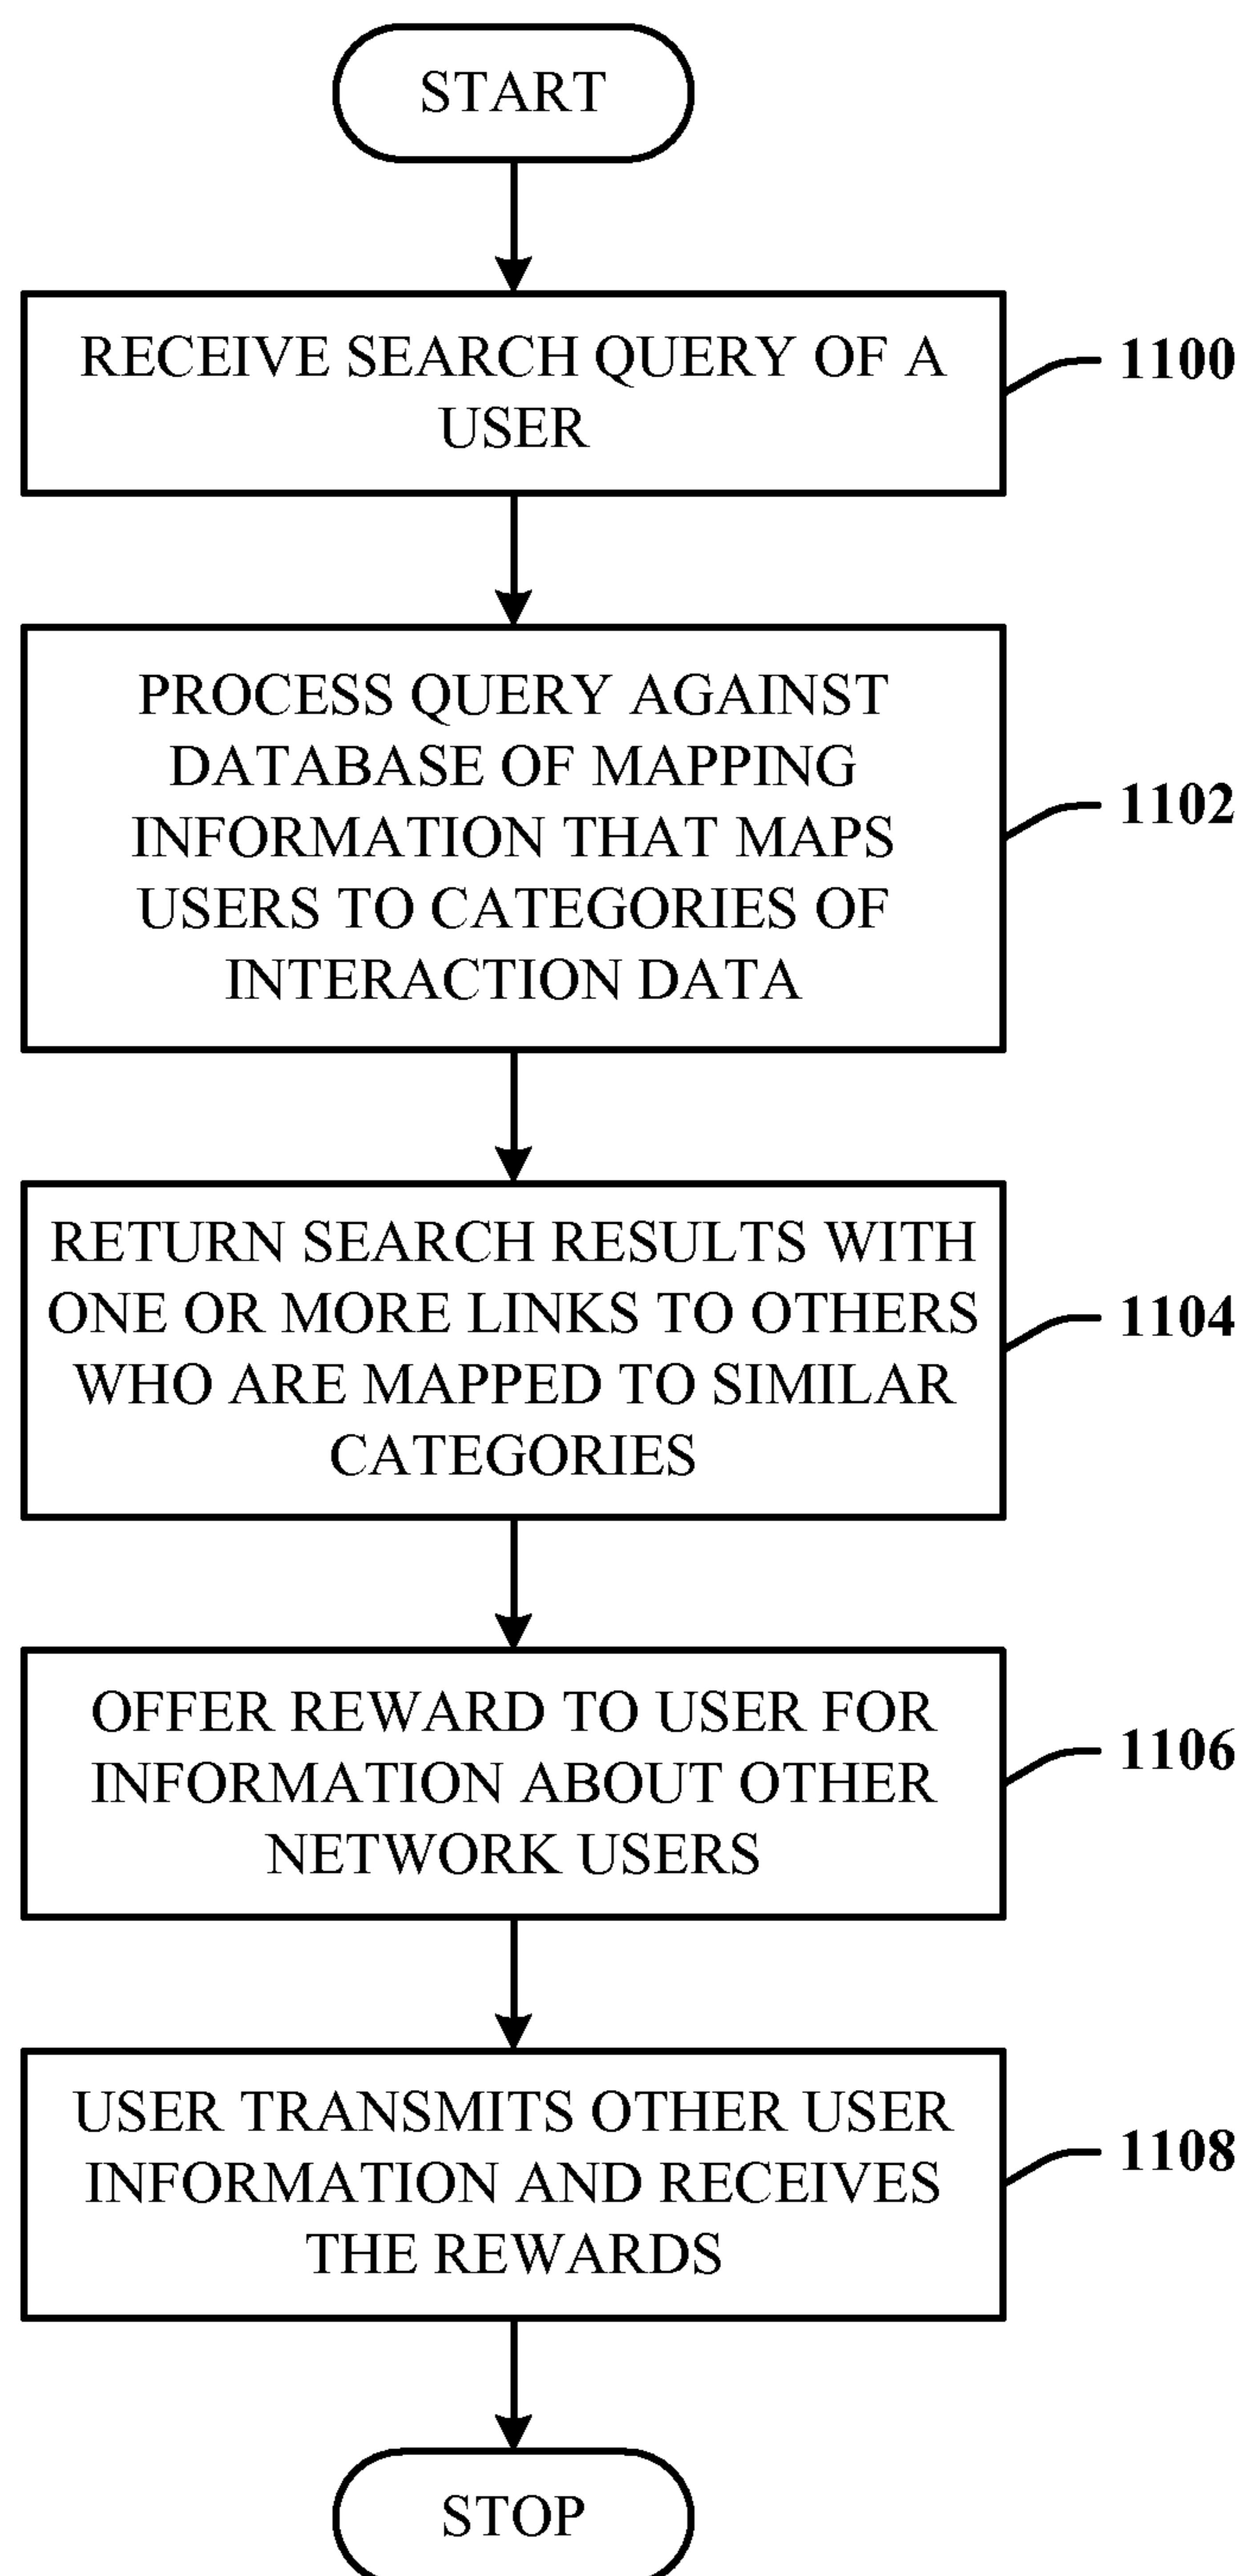 START
RECEIVE SEARCH QUERY OF A
USER
1100
PROCESS QUERY AGAINST
DATABASE OF MAPPING
INFORMATION THAT MAPS
USERS TO CATEGORIES OF
INTERACTION DATA
1102
RETURN SEARCH RESULTS WITH
ONE OR MORE LINKS TO OTHERS
WHO ARE MAPPED TO SIMILAR
CATEGORIES
1104
OFFER REWARD TO USER FOR
INFORMATION ABOUT OTHER
NETWORK USERS
1106
USER TRANSMITS OTHER USER
INFORMATION AND RECEIVES
THE REWARDS
1108
STOP